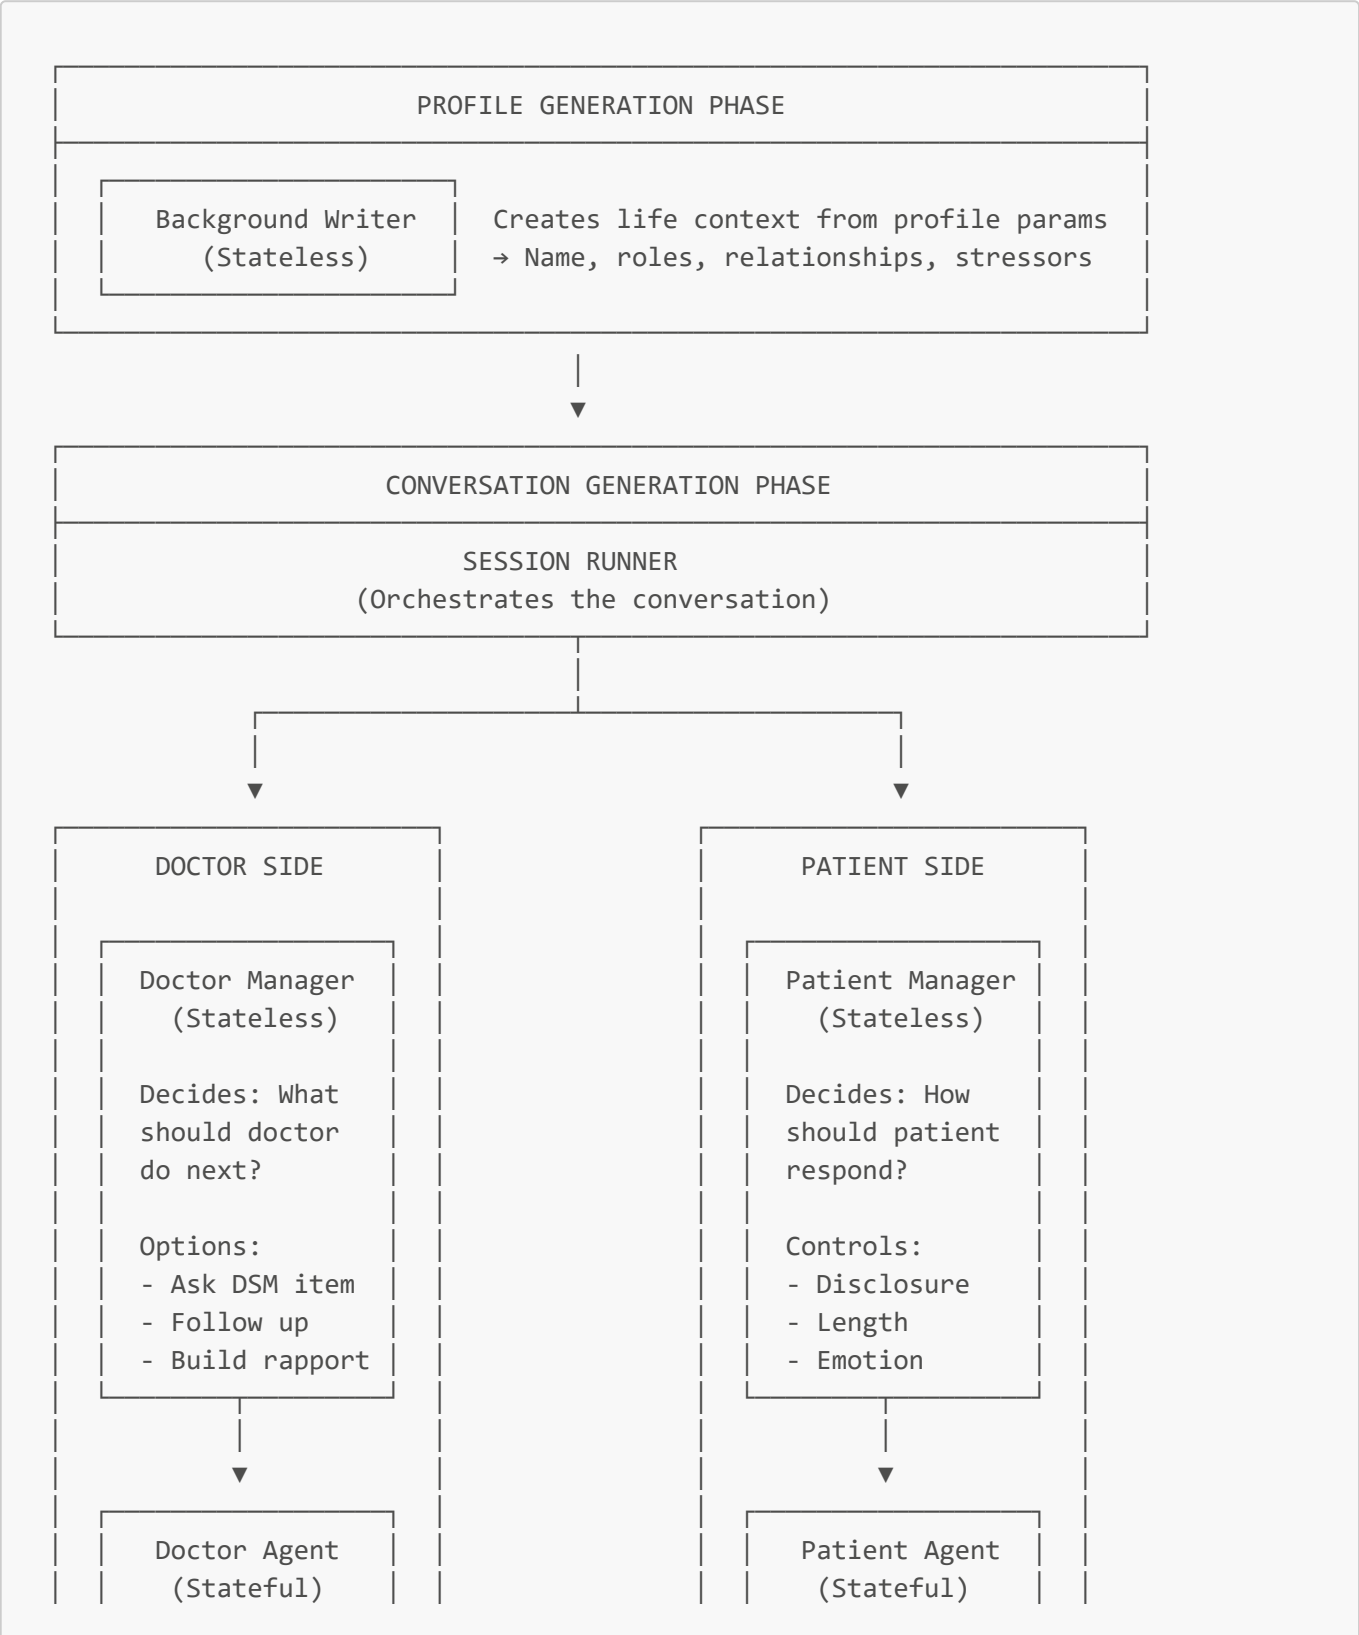 PROFILE GENERATION PHASE
Background Writer
(Stateless)
Creates life context from profile params
→ Name, roles, relationships, stressors
CONVERSATION GENERATION PHASE
SESSION RUNNER
(Orchestrates the conversation)
DOCTOR SIDE
Doctor Manager
(Stateless)
Decides: What
should doctor
do next?
Options:
- Ask DSM item
- Follow up
- Build rapport
Doctor Agent
(Stateful)
PATIENT SIDE
Patient Manager
(Stateless)
Decides: How
should patient
respond?
Controls:
- Disclosure
- Length
- Emotion
Patient Agent
(Stateful)